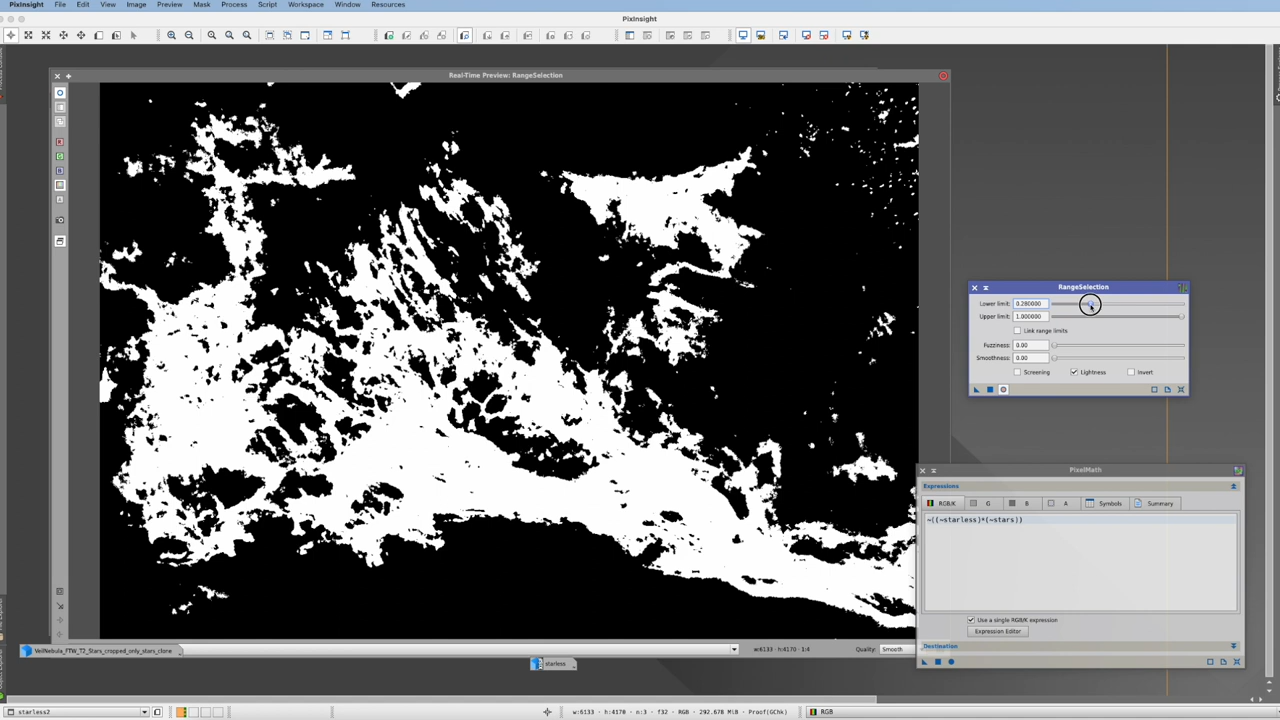 PixInsight File Edit View Image Preview Mask Process Script Workspace Window Resources
PixInsight
Real-Time Preview: RangeSelection
R
G
B
A
RangeSelection
Lower limit: 0.280000
Upper limit: 1.000000
Link range limits
Fuzziness: 0.00
Smoothness: 0.00
Screening Lightness Invert
PixelMath
Expressions
RGB/K G B A Symbols Summary
~((~starless)*(~stars))
Use a single RGB/K expression
Expression Editor
Destination
VeilNebula_FTW_T2_Stars_cropped_only_stars_clone
w:6133 · h:4170 · 1:4 Quality: Smooth
starless
starless2 w:6133 · h:4170 · n:3 · f32 · RGB · 292.678 MiB · Proof(GChk) RGB